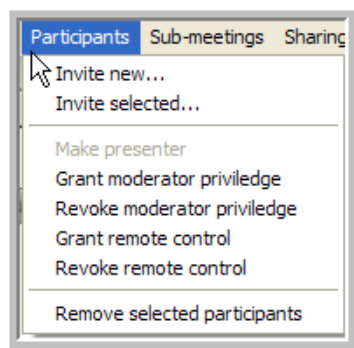 Participants Sub-meetings Sharing
Invite new...
Invite selected...
Make presenter
Grant moderator priviledge
Revoke moderator priviledge
Grant remote control
Revoke remote control
Remove selected participants